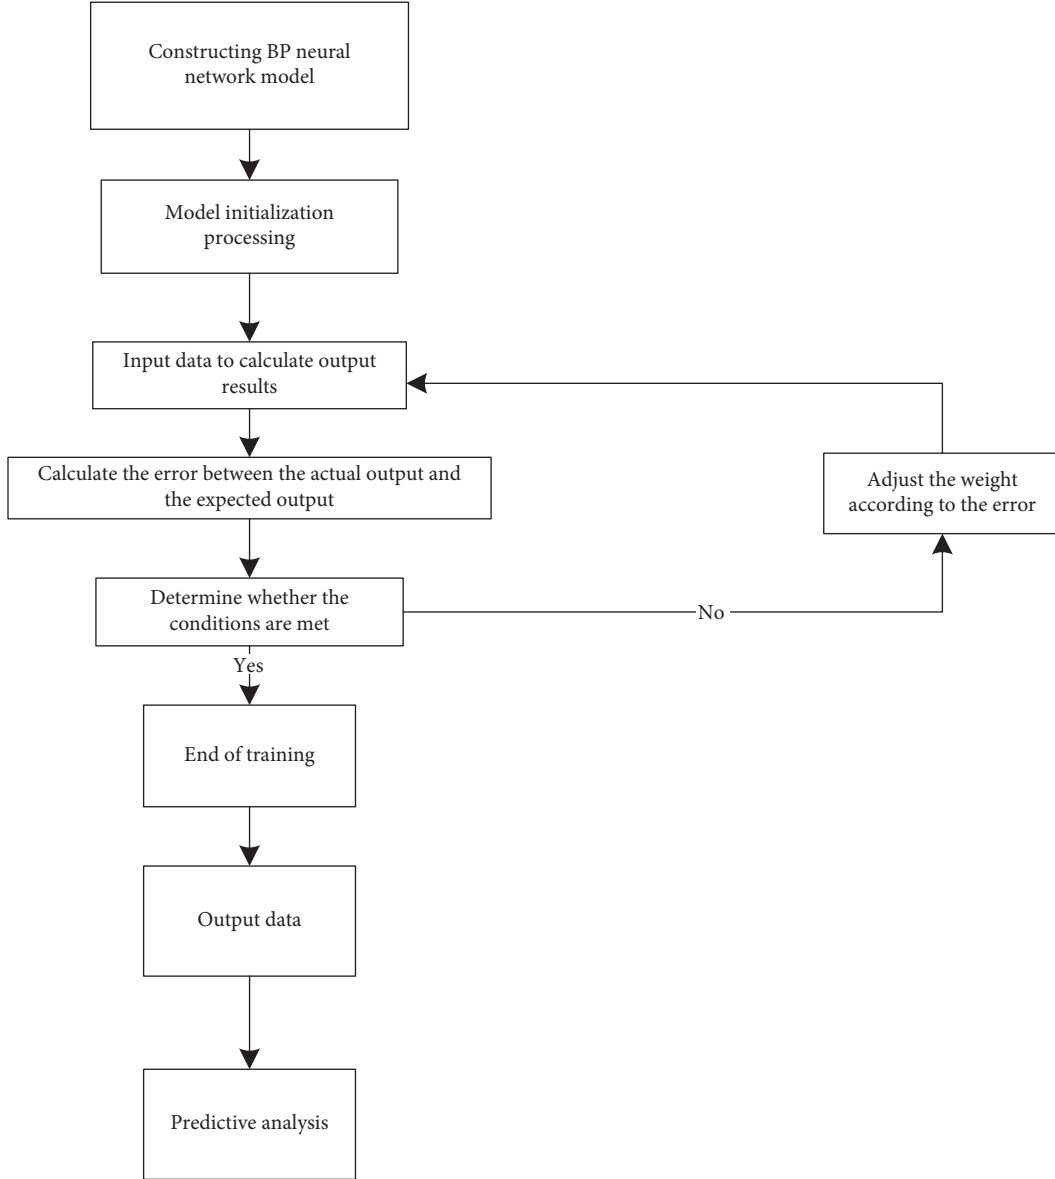 Constructing BP neural
network model
Model initialization
processing
Input data to calculate output
results
Calculate the error between the actual output and
the expected output
Adjust the weight
according to the error
Determine whether the
conditions are met
No
Yes
End of training
Output data
Predictive analysis